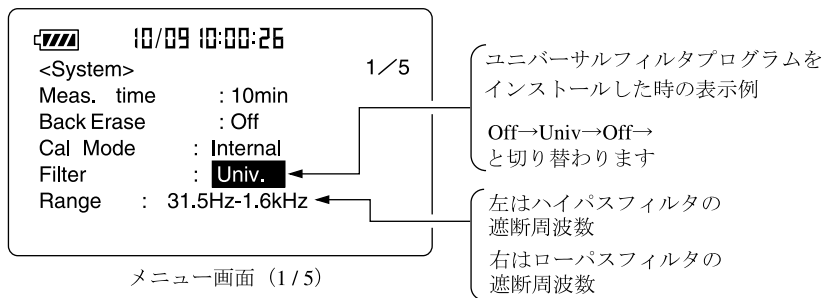 10/09 10:00:26
<System> 1/5
Meas. time : 10min
Back Erase : Off
Cal Mode : Internal
Filter : Univ.
Range : 31.5Hz-1.6kHz
メニュー画面（1 / 5）
ユニバーサルフィルタプログラムを
インストールした時の表示例
Off→Univ→Off→
と切り替わります
左はハイパスフィルタの
遮断周波数
右はローパスフィルタの
遮断周波数